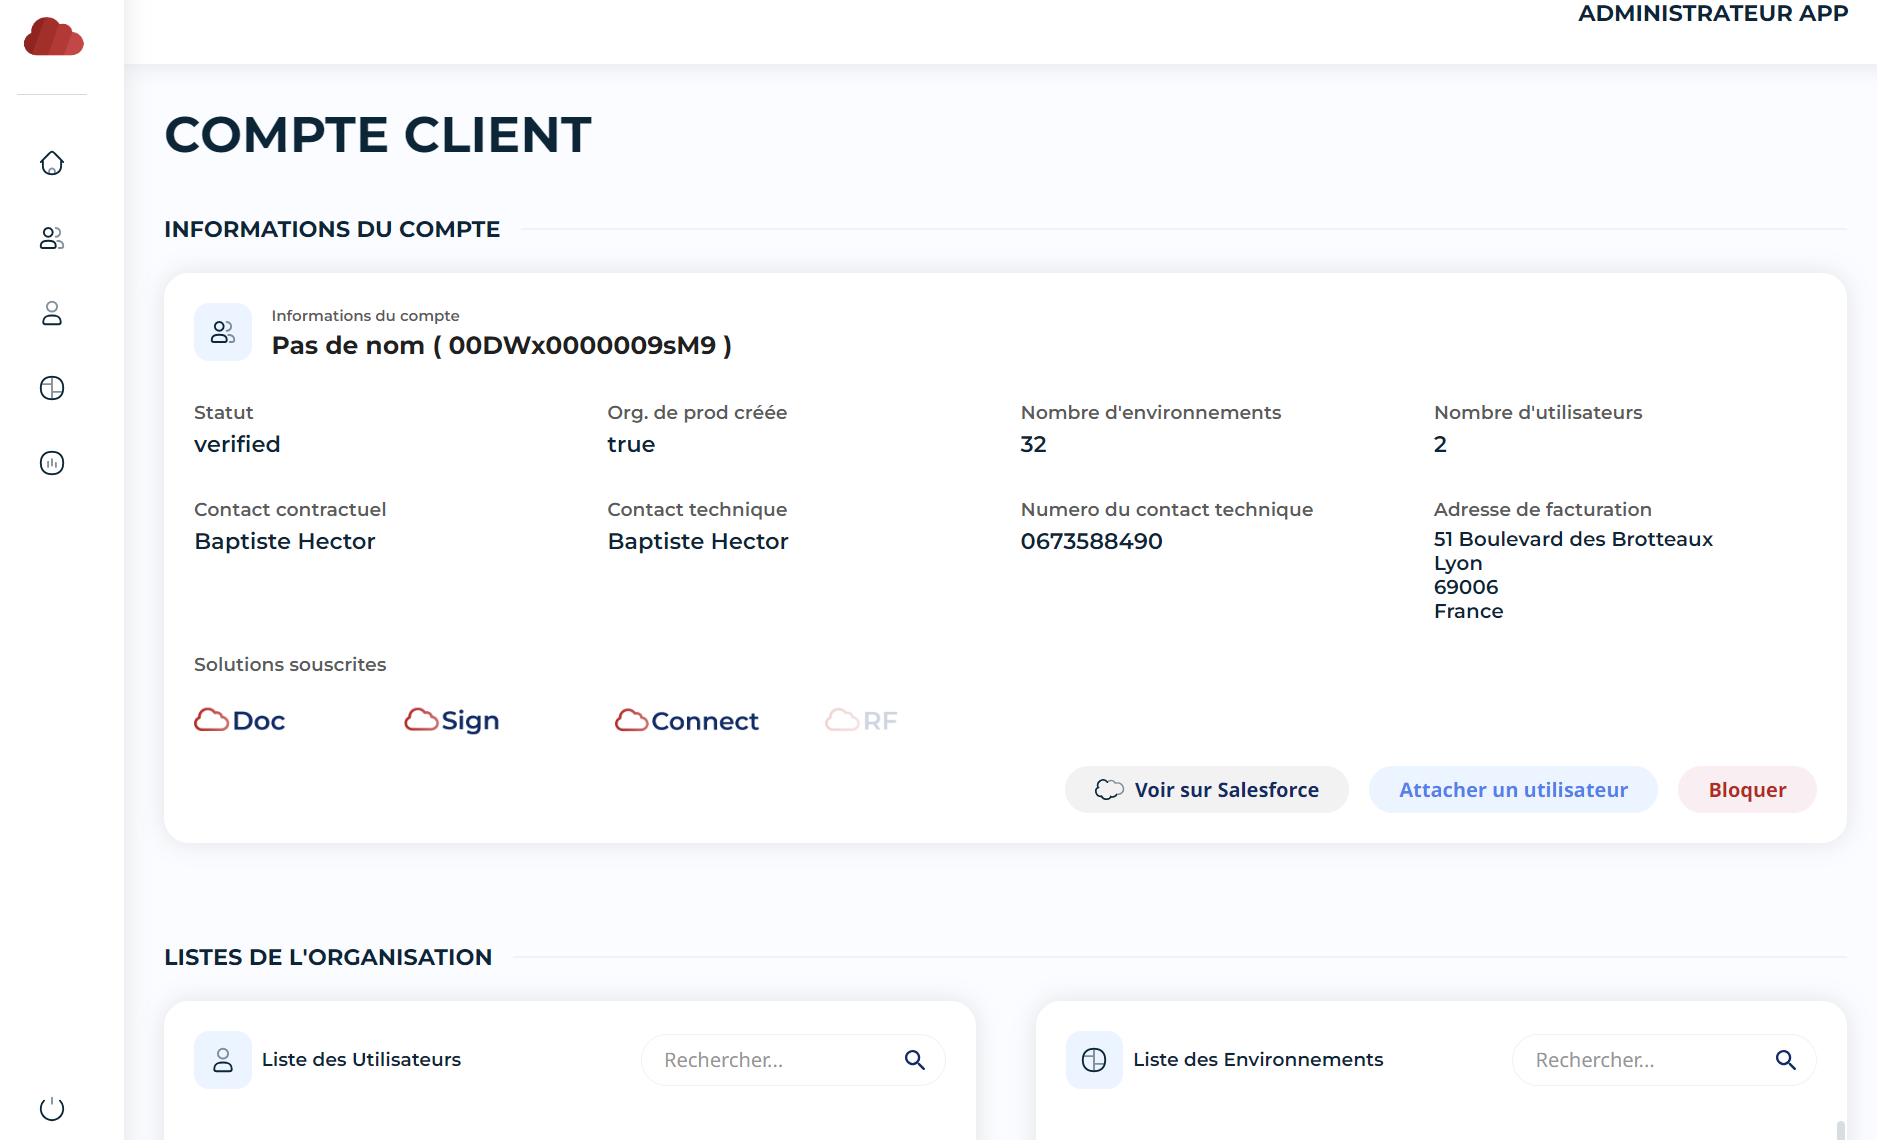 ADMINISTRATEUR APP
COMPTE CLIENT
INFORMATIONS DU COMPTE
Informations du compte
Pas de nom ( 00DWx0000009sM9 )
Statut
verified
Org. de prod créée
true
Nombre d'environnements
32
Nombre d'utilisateurs
2
Contact contractuel
Baptiste Hector
Contact technique
Baptiste Hector
Numero du contact technique
0673588490
Adresse de facturation
51 Boulevard des Brotteaux
Lyon
69006
France
Solutions souscrites
Doc
Sign
Connect
RF
Voir sur Salesforce
Attacher un utilisateur
Bloquer
LISTES DE L'ORGANISATION
Liste des Utilisateurs
Rechercher...
Liste des Environnements
Rechercher...